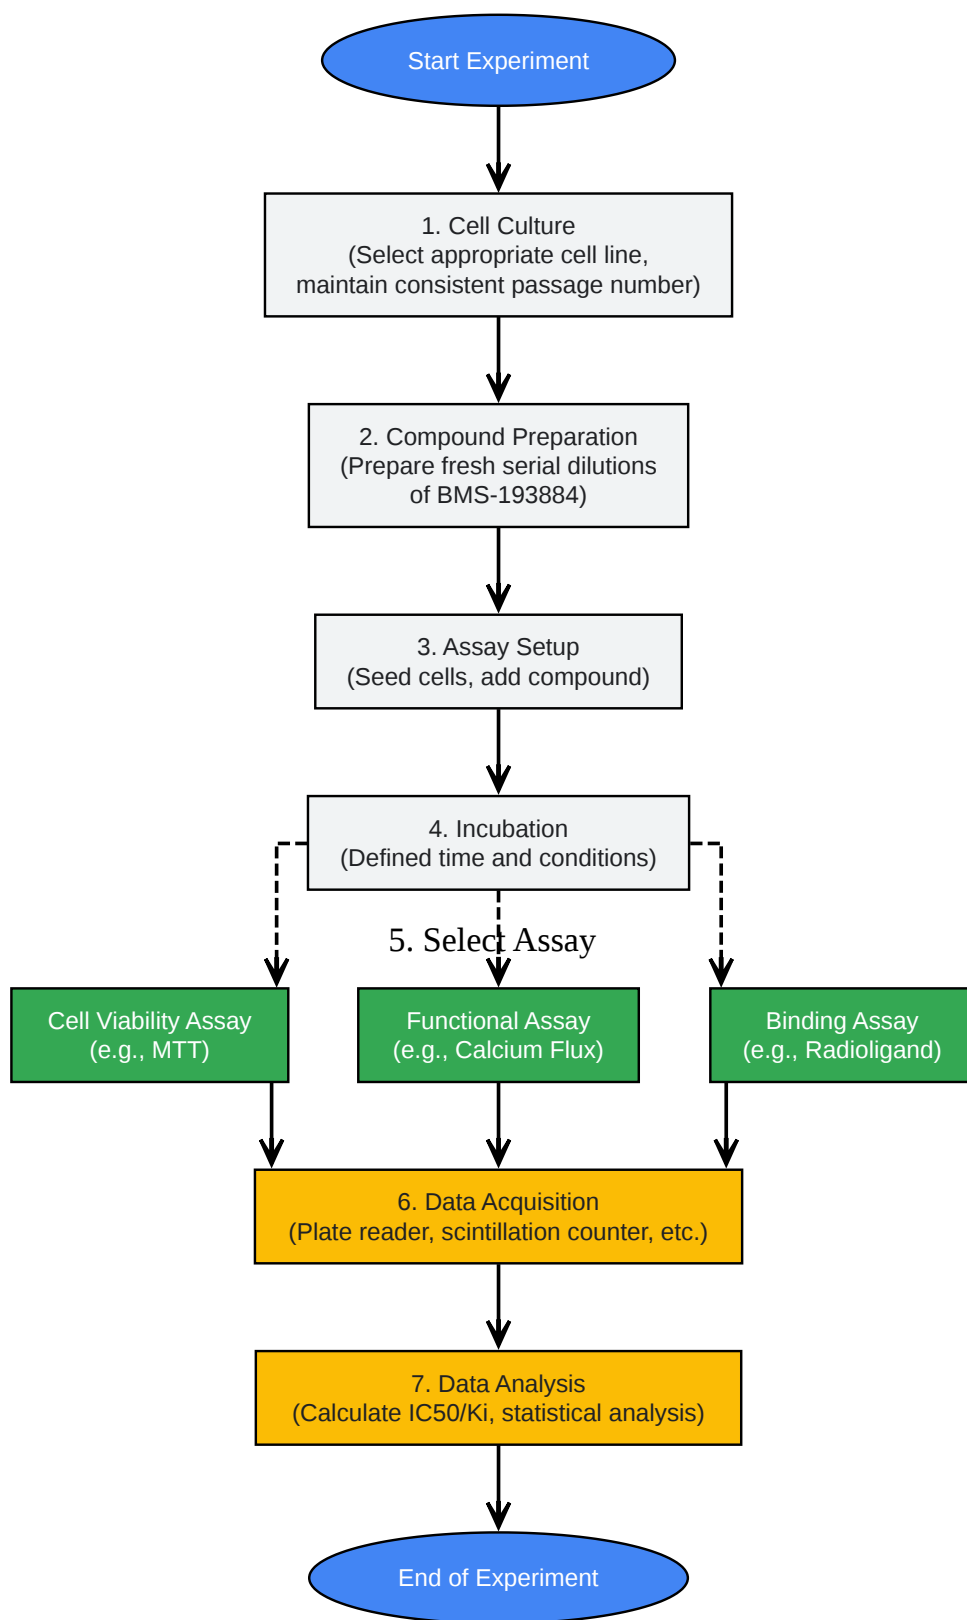 Start Experiment
1. Cell Culture
(Select appropriate cell line,
maintain consistent passage number)
2. Compound Preparation
(Prepare fresh serial dilutions
of BMS-193884)
3. Assay Setup
(Seed cells, add compound)
4. Incubation
(Defined time and conditions)
5. Select Assay
Cell Viability Assay
(e.g., MTT)
Functional Assay
(e.g., Calcium Flux)
Binding Assay
(e.g., Radioligand)
6. Data Acquisition
(Plate reader, scintillation counter, etc.)
7. Data Analysis
(Calculate IC50/Ki, statistical analysis)
End of Experiment